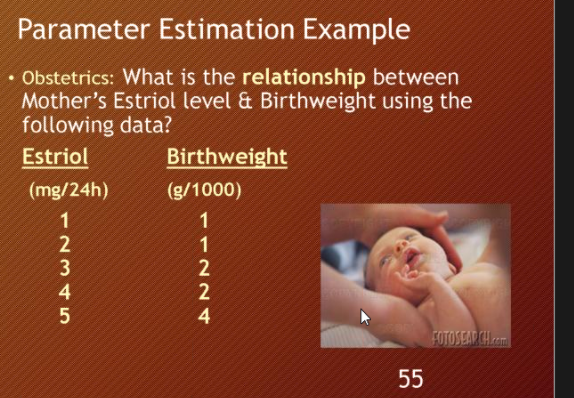 Parameter Estimation Example
• Obstetrics: What is the relationship between
Mother's Estriol level & Birthweight using the
following data?
Estriol Birthweight
(mg/24h) (g/1000)
1 1
2 1
3 2
4 2
5 4
FOTOSEARCH.com
55